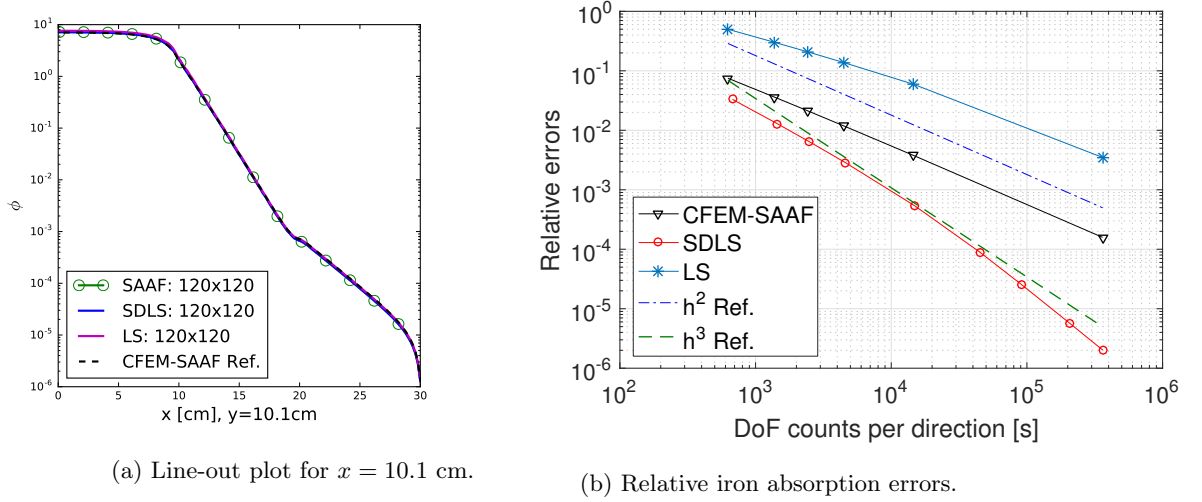 10^1
10^0
10^-1
10^-2
10^-3
10^-4
10^-5
10^-6
ϕ
SAAF: 120x120
SDLS: 120x120
LS: 120x120
CFEM-SAAF Ref.
0 5 10 15 20 25 30
x [cm], y=10.1cm
(a) Line-out plot for x = 10.1 cm.
10^0
10^-1
10^-2
10^-3
10^-4
10^-5
10^-6
Relative errors
CFEM-SAAF
SDLS
LS
h^2 Ref.
h^3 Ref.
10^2 10^3 10^4 10^5 10^6
DoF counts per direction [s]
(b) Relative iron absorption errors.